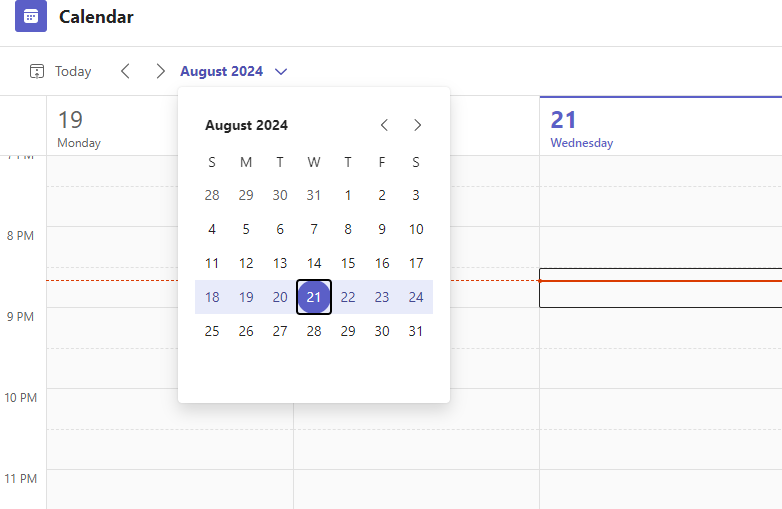 Calendar
Today August 2024
19
Monday
21
Wednesday
August 2024
S M T W T F S
28 29 30 31 1 2 3
4 5 6 7 8 9 10
11 12 13 14 15 16 17
18 19 20 21 22 23 24
25 26 27 28 29 30 31
8 PM
9 PM
10 PM
11 PM